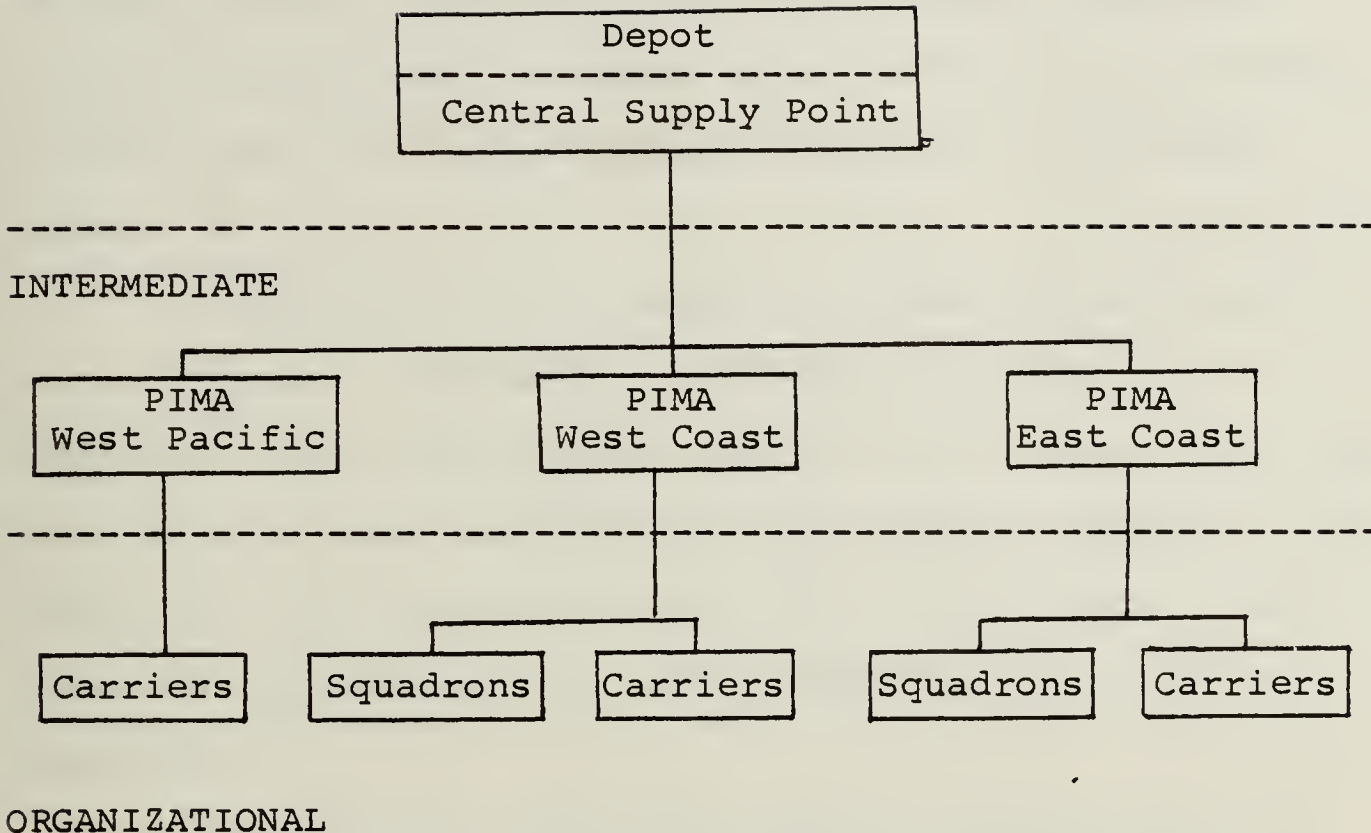 Depot
Central Supply Point
INTERMEDIATE
PIMA
West Pacific
PIMA
West Coast
PIMA
East Coast
Carriers
Squadrons
Carriers
Squadrons
Carriers
ORGANIZATIONAL